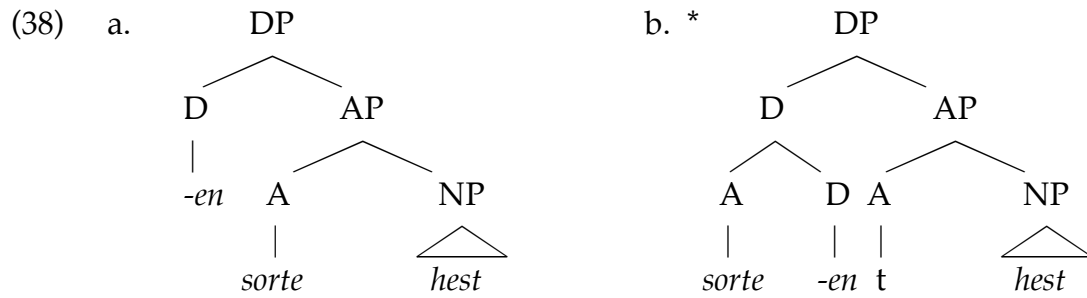 (38) a. DP b. * DP
D AP D AP
-en A NP A D A NP
sorte hest sorte -en t hest